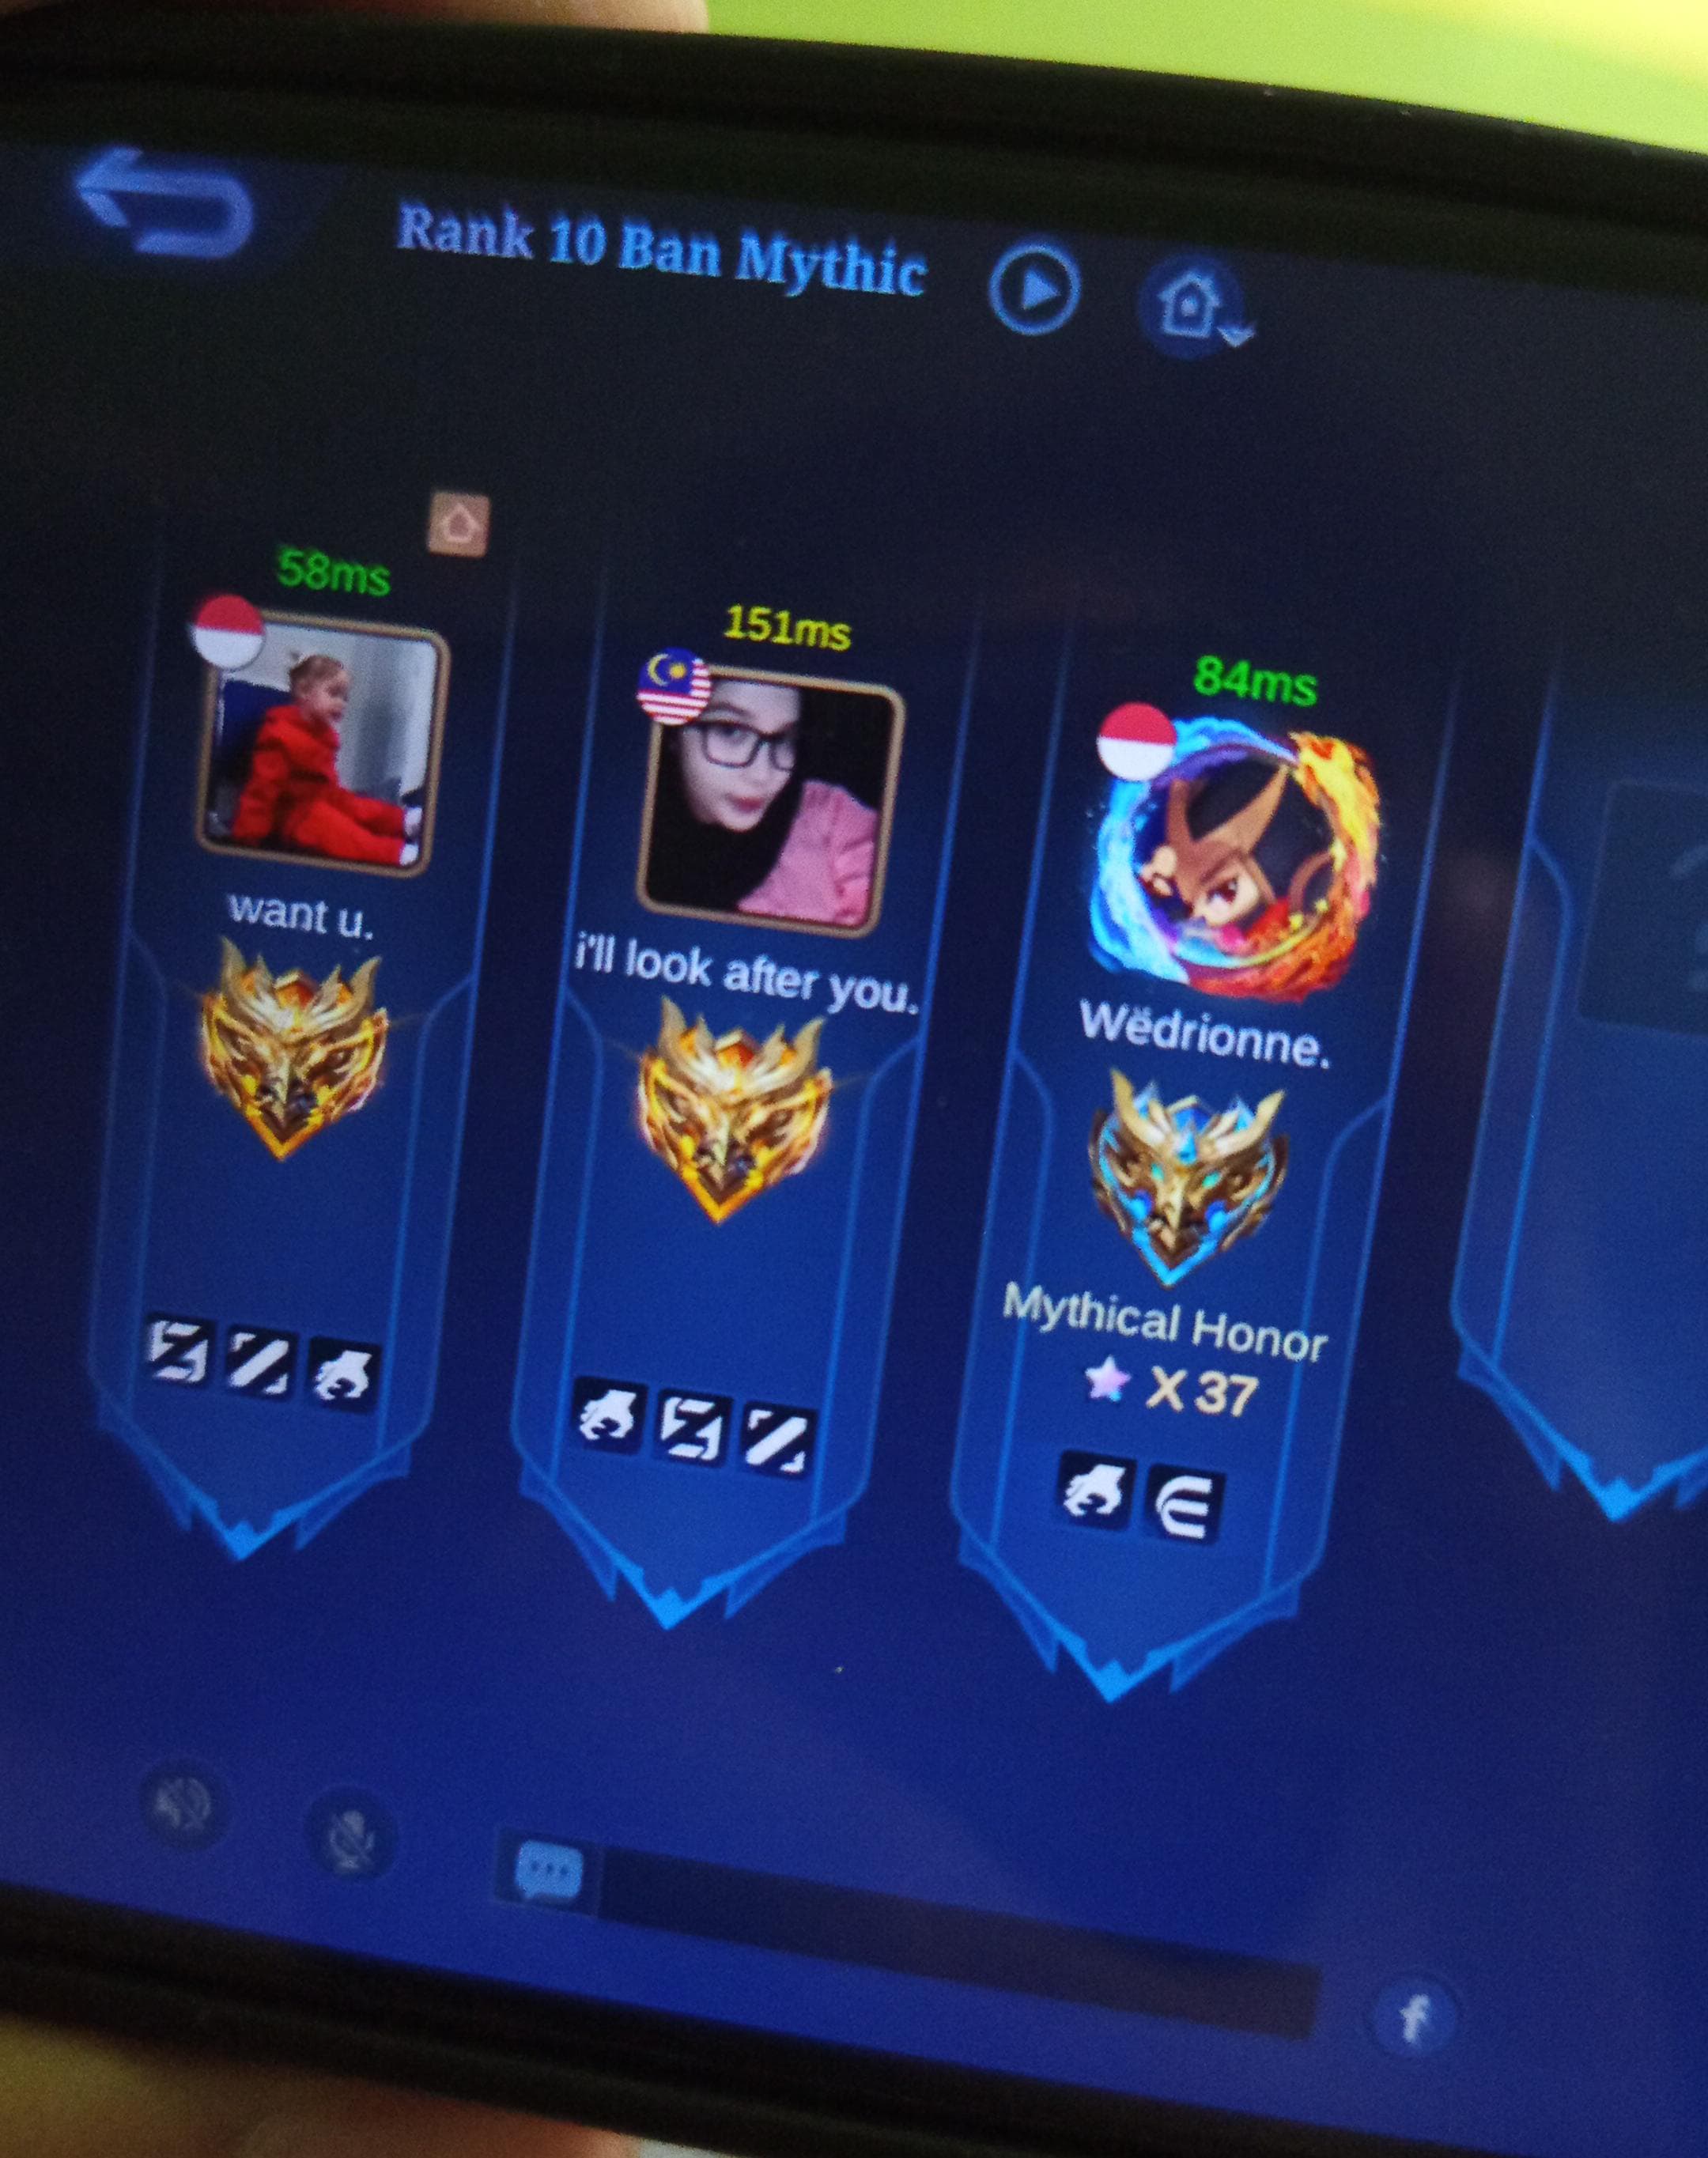 Rank 10 Ban Mythic
58ms
want u.
151ms
i'll look after you.
84ms
Wëdrionne.
Mythical Honor
X 37
f